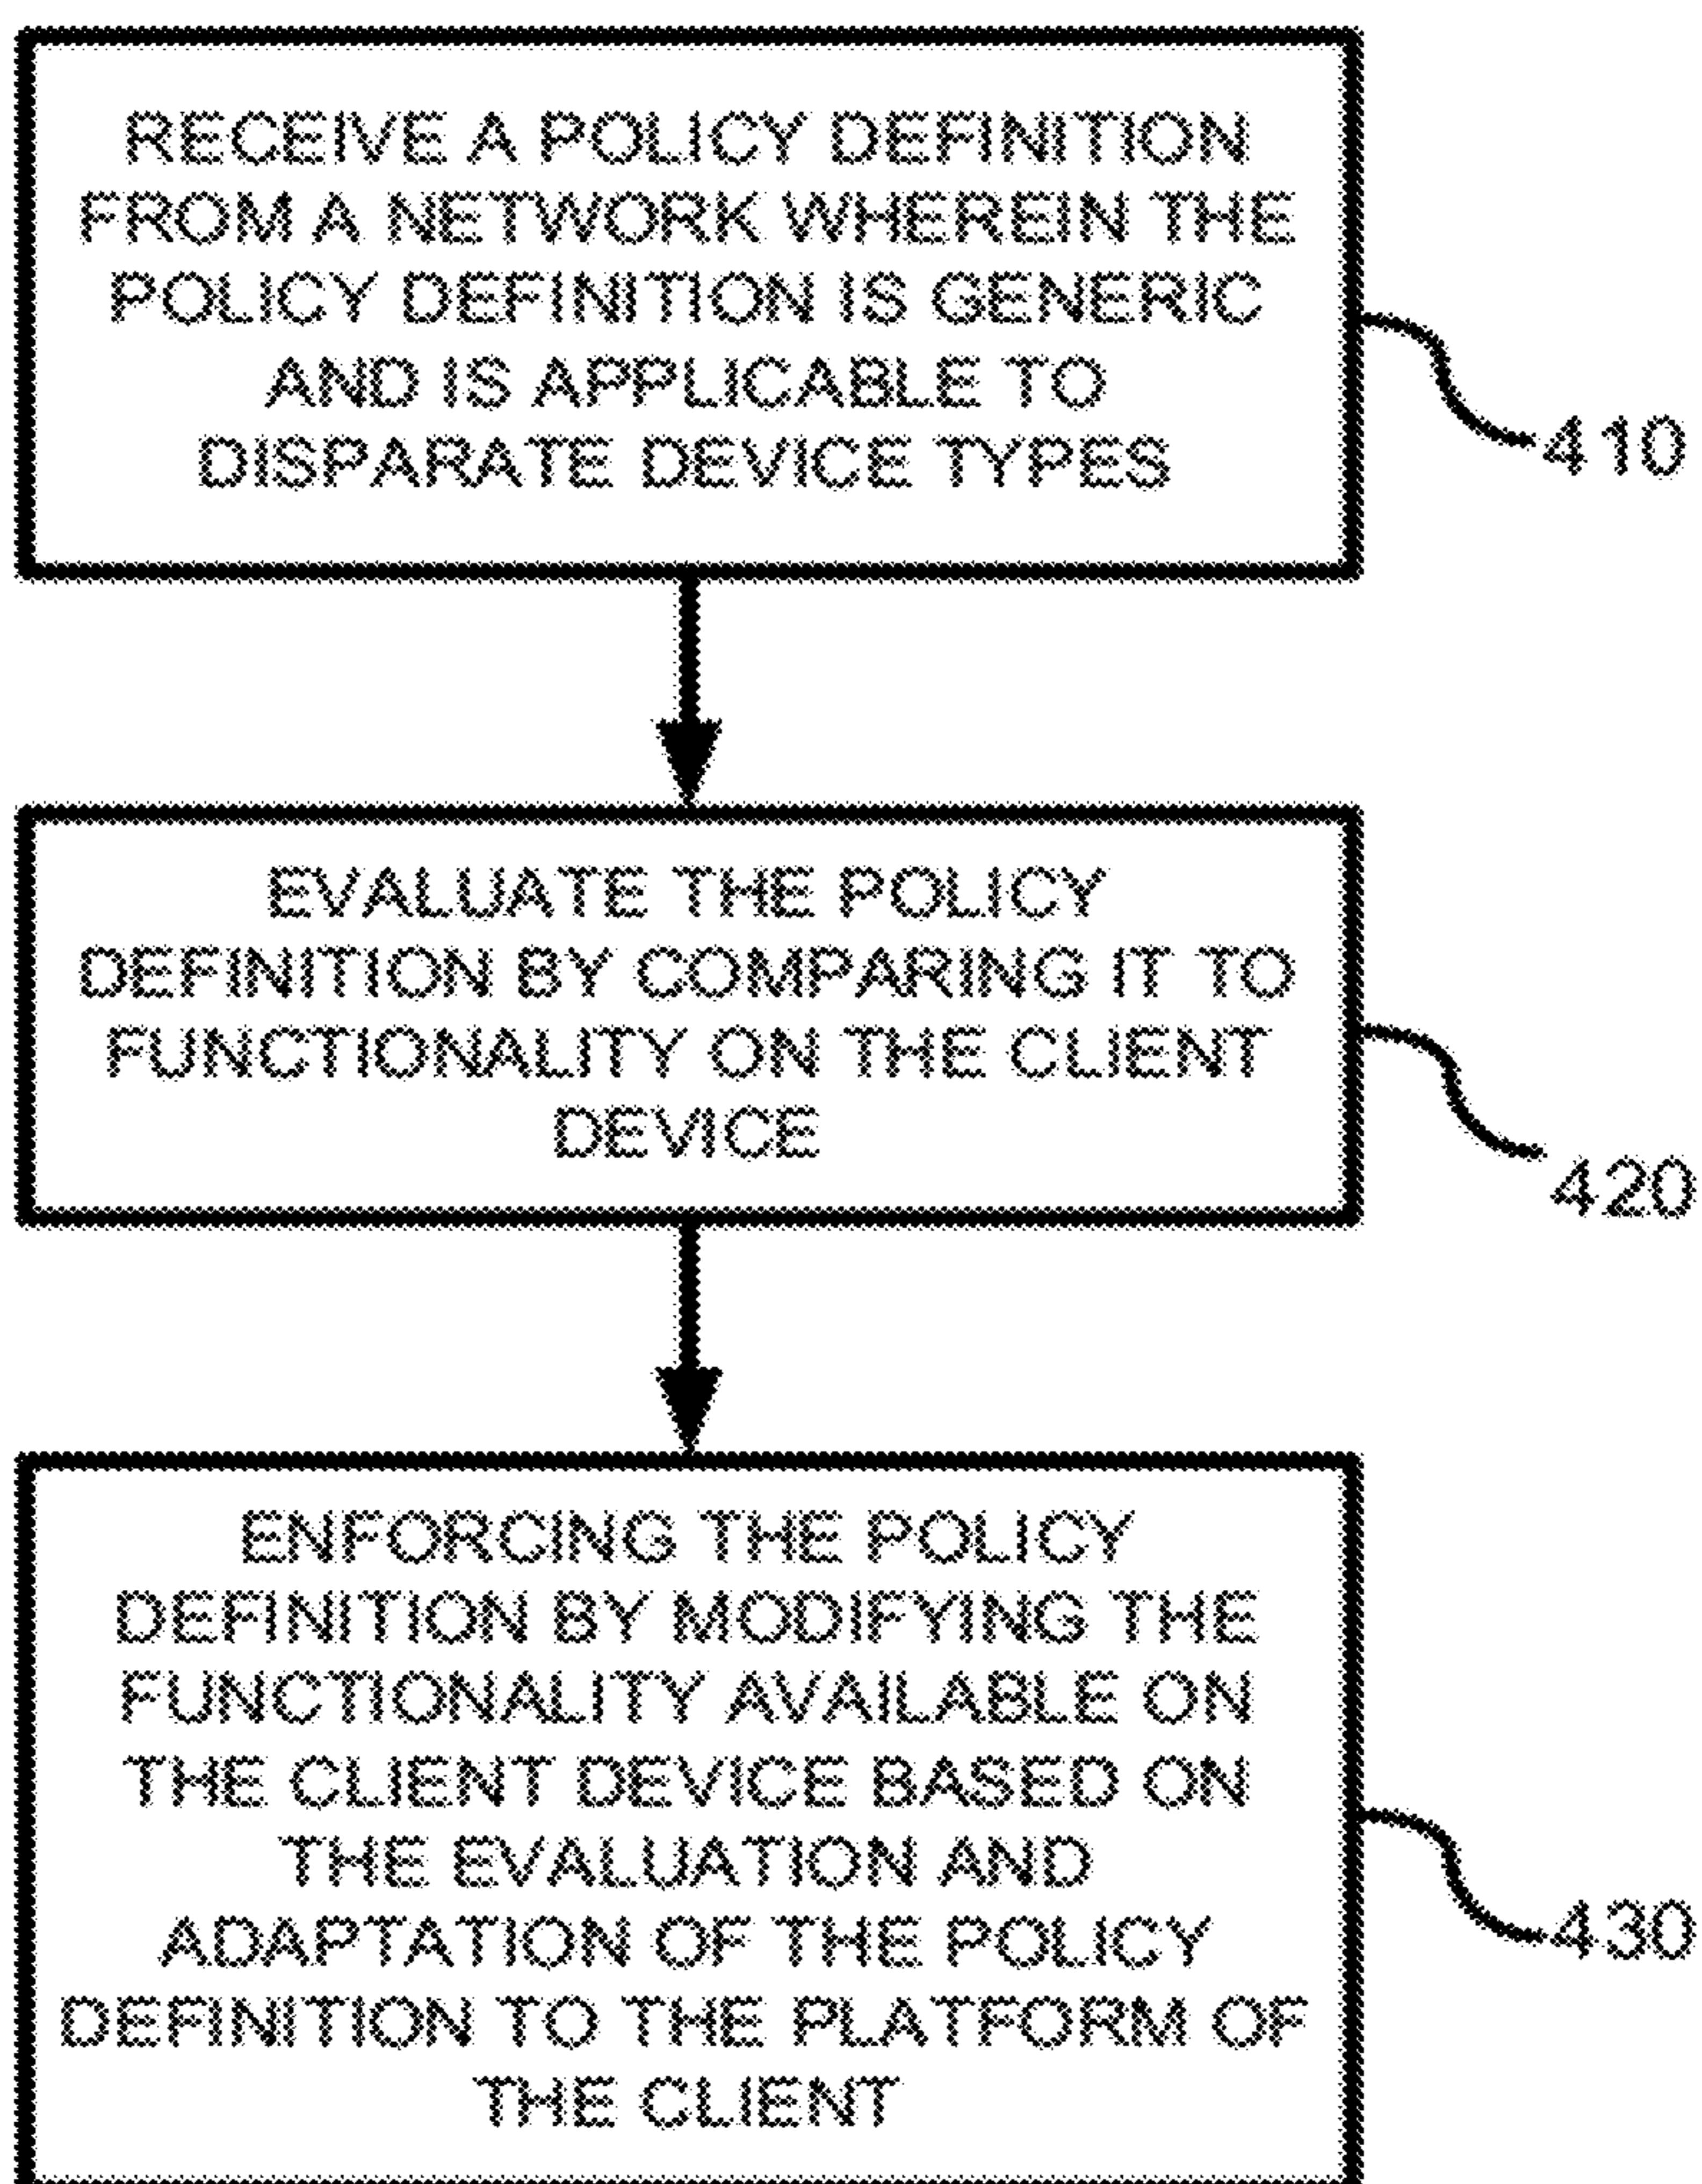 RECEIVE A POLICY DEFINITION
FROM A NETWORK WHEREIN THE
POLICY DEFINITION IS GENERIC
AND IS APPLICABLE TO
DISPARATE DEVICE TYPES
410
EVALUATE THE POLICY
DEFINITION BY COMPARING IT TO
FUNCTIONALITY ON THE CLIENT
DEVICE
420
ENFORCING THE POLICY
DEFINITION BY MODIFYING THE
FUNCTIONALITY AVAILABLE ON
THE CLIENT DEVICE BASED ON
THE EVALUATION AND
ADAPTATION OF THE POLICY
DEFINITION TO THE PLATFORM OF
THE CLIENT
430